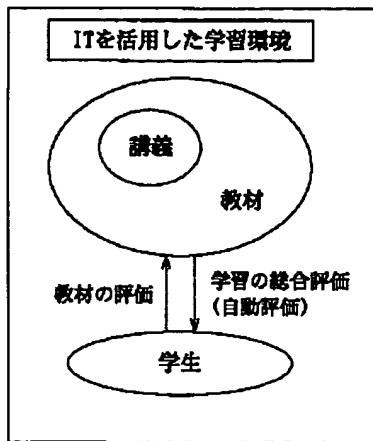 ITを活用した学習環境
講義
教材
教材の評価
学習の総合評価
(自動評価)
学生